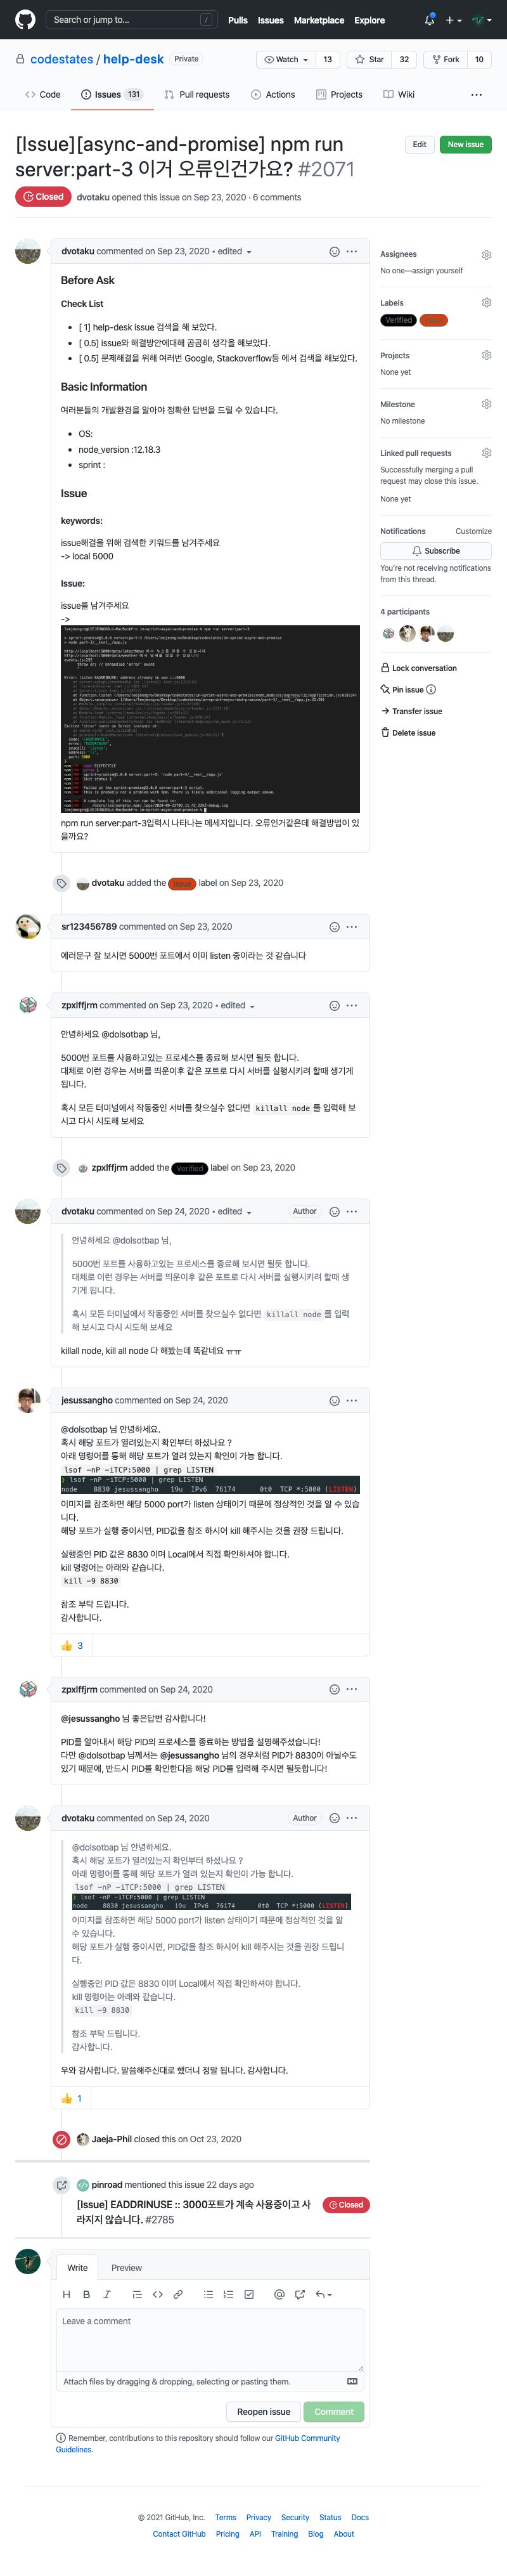 Search or jump to...
/
Pulls Issues Marketplace Explore
codestates / help-desk Private
Watch 13 Star 32 Fork 10
Code Issues 131 Pull requests Actions Projects Wiki
[Issue][async-and-promise] npm run
server:part-3 이거 오류인건가요? #2071
Edit New issue
Closed dvotaku opened this issue on Sep 23, 2020 · 6 comments
dvotaku commented on Sep 23, 2020 • edited
Before Ask
Check List
[ 1] help-desk issue 검색을 해 보았다.
[ 0.5] issue와 해결방안에대해 곰곰히 생각을 해보았다.
[ 0.5] 문제해결을 위해 여러번 Google, Stackoverflow등 에서 검색을 해보았다.
Basic Information
여러분들의 개발환경을 알아야 정확한 답변을 드릴 수 있습니다.
OS:
node_version :12.18.3
sprint :
Issue
keywords:
issue해결을 위해 검색한 키워드를 남겨주세요
-> local 5000
Issue:
issue를 남겨주세요
->
npm run server:part-3입력시 나타나는 메세지입니다. 오류인거같은데 해결방법이 있
을까요?
Assignees
No one—assign yourself
Labels
Verified
Projects
None yet
Milestone
No milestone
Linked pull requests
Successfully merging a pull
request may close this issue.
None yet
Notifications Customize
Subscribe
You're not receiving notifications
from this thread.
4 participants
Lock conversation
Pin issue
Transfer issue
Delete issue
dvotaku added the Issue label on Sep 23, 2020
sr123456789 commented on Sep 23, 2020
에러문구 잘 보시면 5000번 포트에서 이미 listen 중이라는 것 같습니다
zpxlffjrm commented on Sep 23, 2020 • edited
안녕하세요 @dolsotbap 님,
5000번 포트를 사용하고있는 프로세스를 종료해 보시면 될듯 합니다.
대체로 이런 경우는 서버를 띄운이후 같은 포트로 다시 서버를 실행시키려 할때 생기게
됩니다.
혹시 모든 터미널에서 작동중인 서버를 찾으실수 없다면 killall node 를 입력해 보
시고 다시 시도해 보세요
zpxlffjrm added the Verified label on Sep 23, 2020
dvotaku commented on Sep 24, 2020 • edited Author
안녕하세요 @dolsotbap 님,
5000번 포트를 사용하고있는 프로세스를 종료해 보시면 될듯 합니다.
대체로 이런 경우는 서버를 띄운이후 같은 포트로 다시 서버를 실행시키려 할때 생
기게 됩니다.
혹시 모든 터미널에서 작동중인 서버를 찾으실수 없다면 killall node 를 입력
해 보시고 다시 시도해 보세요
killall node, kill all node 다 해봤는데 똑같네요 ㅠㅠ
jesussangho commented on Sep 24, 2020
@dolsotbap 님 안녕하세요.
혹시 해당 포트가 열려있는지 확인부터 하셨나요 ?
아래 명령어를 통해 해당 포트가 열려 있는지 확인이 가능 합니다.
lsof -nP -iTCP:5000 | grep LISTEN
❯ lsof -nP -iTCP:5000 | grep LISTEN
node 8830 jesussangho 19u IPv6 76174 0t0 TCP *:5000 (LISTEN)
이미지를 참조하면 해당 5000 port가 listen 상태이기 때문에 정상적인 것을 알 수 있습니
다.
해당 포트가 실행 중이시면, PID값을 참조 하시어 kill 해주시는 것을 권장 드립니다.
실행중인 PID 값은 8830 이며 Local에서 직접 확인하셔야 합니다.
kill 명령어는 아래와 같습니다.
kill -9 8830
참조 부탁 드립니다.
감사합니다.
👍 3
zpxlffjrm commented on Sep 24, 2020
@jesussangho 님 좋은답변 감사합니다!
PID를 알아내서 해당 PID의 프로세스를 종료하는 방법을 설명해주셨습니다!
다만 @dolsotbap 님께서는 @jesussangho 님의 경우처럼 PID가 8830이 아닐수도
있기 때문에, 반드시 PID를 확인한다음 해당 PID를 입력해 주시면 될듯합니다!
dvotaku commented on Sep 24, 2020 Author
@dolsotbap 님 안녕하세요.
혹시 해당 포트가 열려있는지 확인부터 하셨나요 ?
아래 명령어를 통해 해당 포트가 열려 있는지 확인이 가능 합니다.
lsof -nP -iTCP:5000 | grep LISTEN
❯ lsof -nP -iTCP:5000 | grep LISTEN
node 8830 jesussangho 19u IPv6 76174 0t0 TCP *:5000 (LISTEN)
이미지를 참조하면 해당 5000 port가 listen 상태이기 때문에 정상적인 것을 알
수 있습니다.
해당 포트가 실행 중이시면, PID값을 참조 하시어 kill 해주시는 것을 권장 드립니
다.
실행중인 PID 값은 8830 이며 Local에서 직접 확인하셔야 합니다.
kill 명령어는 아래와 같습니다.
kill -9 8830
참조 부탁 드립니다.
감사합니다.
우와 감사합니다. 말씀해주신대로 했더니 정말 됩니다. 감사합니다.
👍 1
Jaeja-Phil closed this on Oct 23, 2020
pinroad mentioned this issue 22 days ago
[Issue] EADDRINUSE :: 3000포트가 계속 사용중이고 사
라지지 않습니다. #2785
Closed
Write Preview
Leave a comment
Attach files by dragging & dropping, selecting or pasting them.
Reopen issue Comment
Remember, contributions to this repository should follow our GitHub Community
Guidelines.
© 2021 GitHub, Inc. Terms Privacy Security Status Docs
Contact GitHub Pricing API Training Blog About